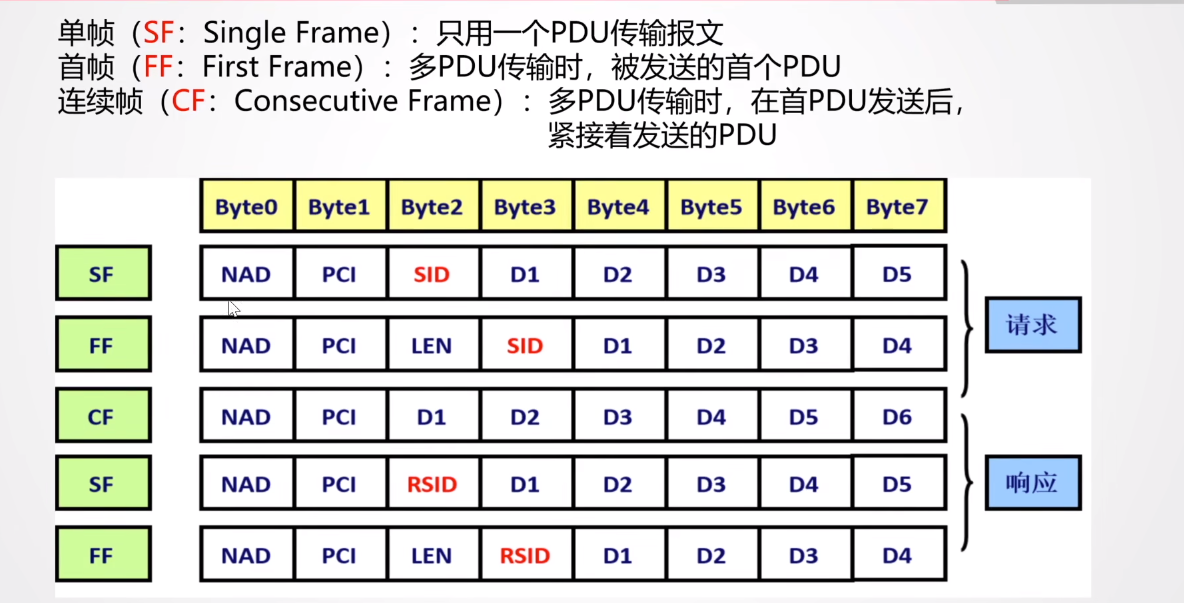 单帧（SF：Single Frame）：只用一个PDU传输报文
首帧（FF：First Frame）：多PDU传输时，被发送的首个PDU
连续帧（CF：Consecutive Frame）：多PDU传输时，在首PDU发送后，
紧接着发送的PDU
Byte0 Byte1 Byte2 Byte3 Byte4 Byte5 Byte6 Byte7
SF NAD PCI SID D1 D2 D3 D4 D5
请求
FF NAD PCI LEN SID D1 D2 D3 D4
CF NAD PCI D1 D2 D3 D4 D5 D6
SF NAD PCI RSID D1 D2 D3 D4 D5
响应
FF NAD PCI LEN RSID D1 D2 D3 D4